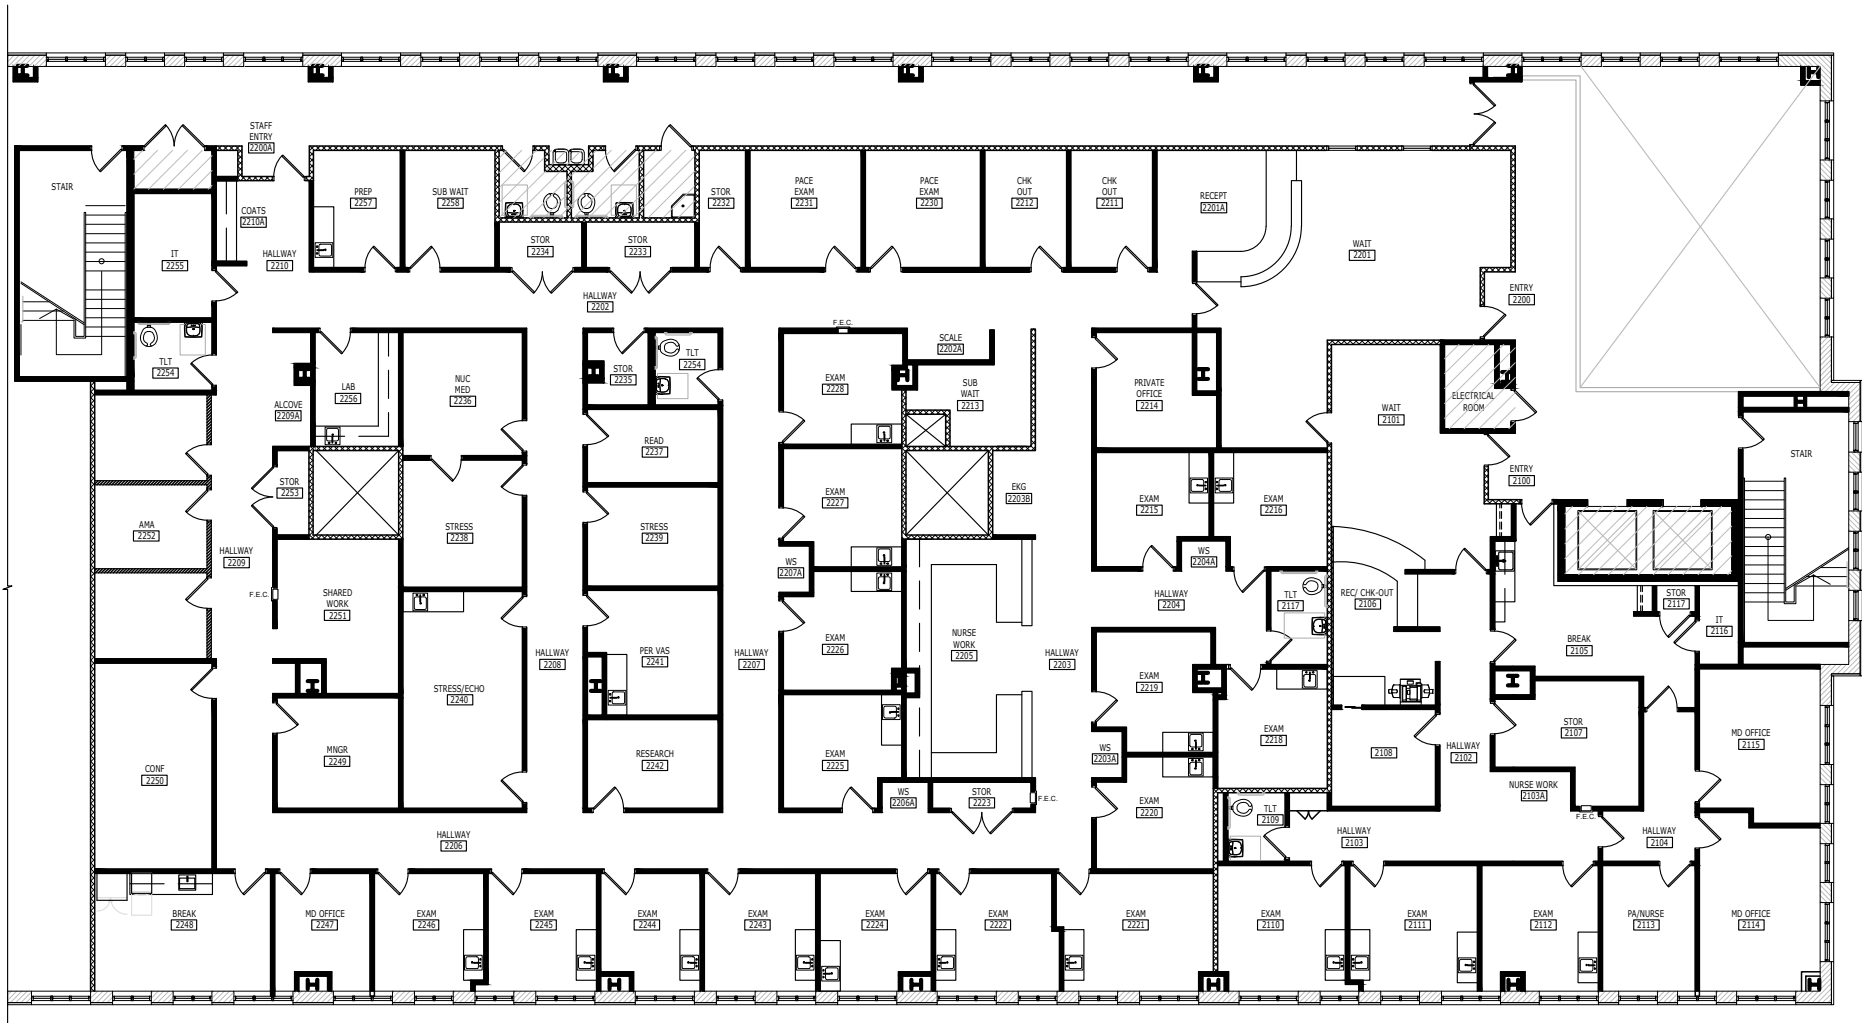 STAFF
ENTRY
2200A
STAIR
COATS
2210A
PREP
2257
SUB WAIT
2258
STOR
2232
PACE
EXAM
2231
PACE
EXAM
2230
CHK
OUT
2212
CHK
OUT
2211
RECEPT
2201A
WAIT
2201
IT
2255
HALLWAY
2210
STOR
2234
STOR
2233
HALLWAY
2202
ENTRY
2200
TLT
2254
F.E.C.
SCALE
2202A
LAB
2256
NUC
MED
2236
STOR
2235
TLT
2254
EXAM
2228
SUB
WAIT
2213
PRIVATE
OFFICE
2214
WAIT
2101
ELECTRICAL
ROOM
ALCOVE
2209A
READ
2237
STAIR
STOR
2253
EXAM
2227
EKG
2203B
EXAM
2215
EXAM
2216
ENTRY
2100
AMA
2252
HALLWAY
2209
STRESS
2238
STRESS
2239
WS
2207A
WS
2204A
F.E.C.
SHARED
WORK
2251
HALLWAY
2204
TLT
2117
REC/ CHK-OUT
2106
STOR
2117
IT
2116
EXAM
2226
NURSE
WORK
2205
BREAK
2105
HALLWAY
2208
PER VAS
2241
HALLWAY
2207
HALLWAY
2203
EXAM
2219
STRESS/ECHO
2240
MNGR
2249
RESEARCH
2242
EXAM
2225
WS
2203A
EXAM
2218
2108
HALLWAY
2102
STOR
2107
MD OFFICE
2115
CONF
2250
WS
2206A
STOR
2223
F.E.C.
EXAM
2220
TLT
2109
NURSE WORK
2103A
F.E.C.
HALLWAY
2206
HALLWAY
2103
HALLWAY
2104
BREAK
2248
MD OFFICE
2247
EXAM
2246
EXAM
2245
EXAM
2244
EXAM
2243
EXAM
2224
EXAM
2222
EXAM
2221
EXAM
2110
EXAM
2111
EXAM
2112
PA/NURSE
2113
MD OFFICE
2114